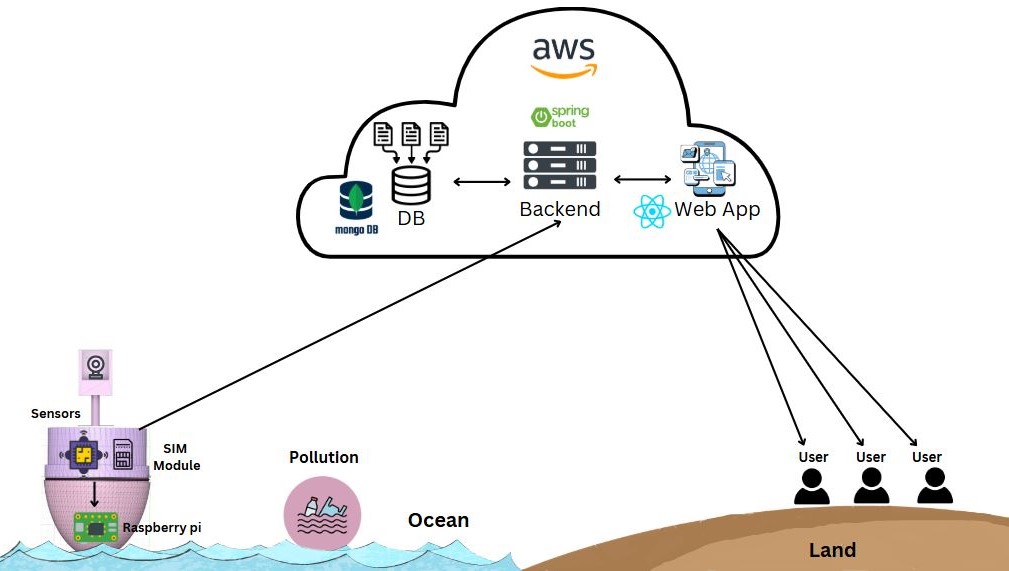 aws
spring
boot
mongo DB
DB
Backend
Web App
Sensors
SIM
Module
Raspberry pi
Pollution
Ocean
User
User
User
Land